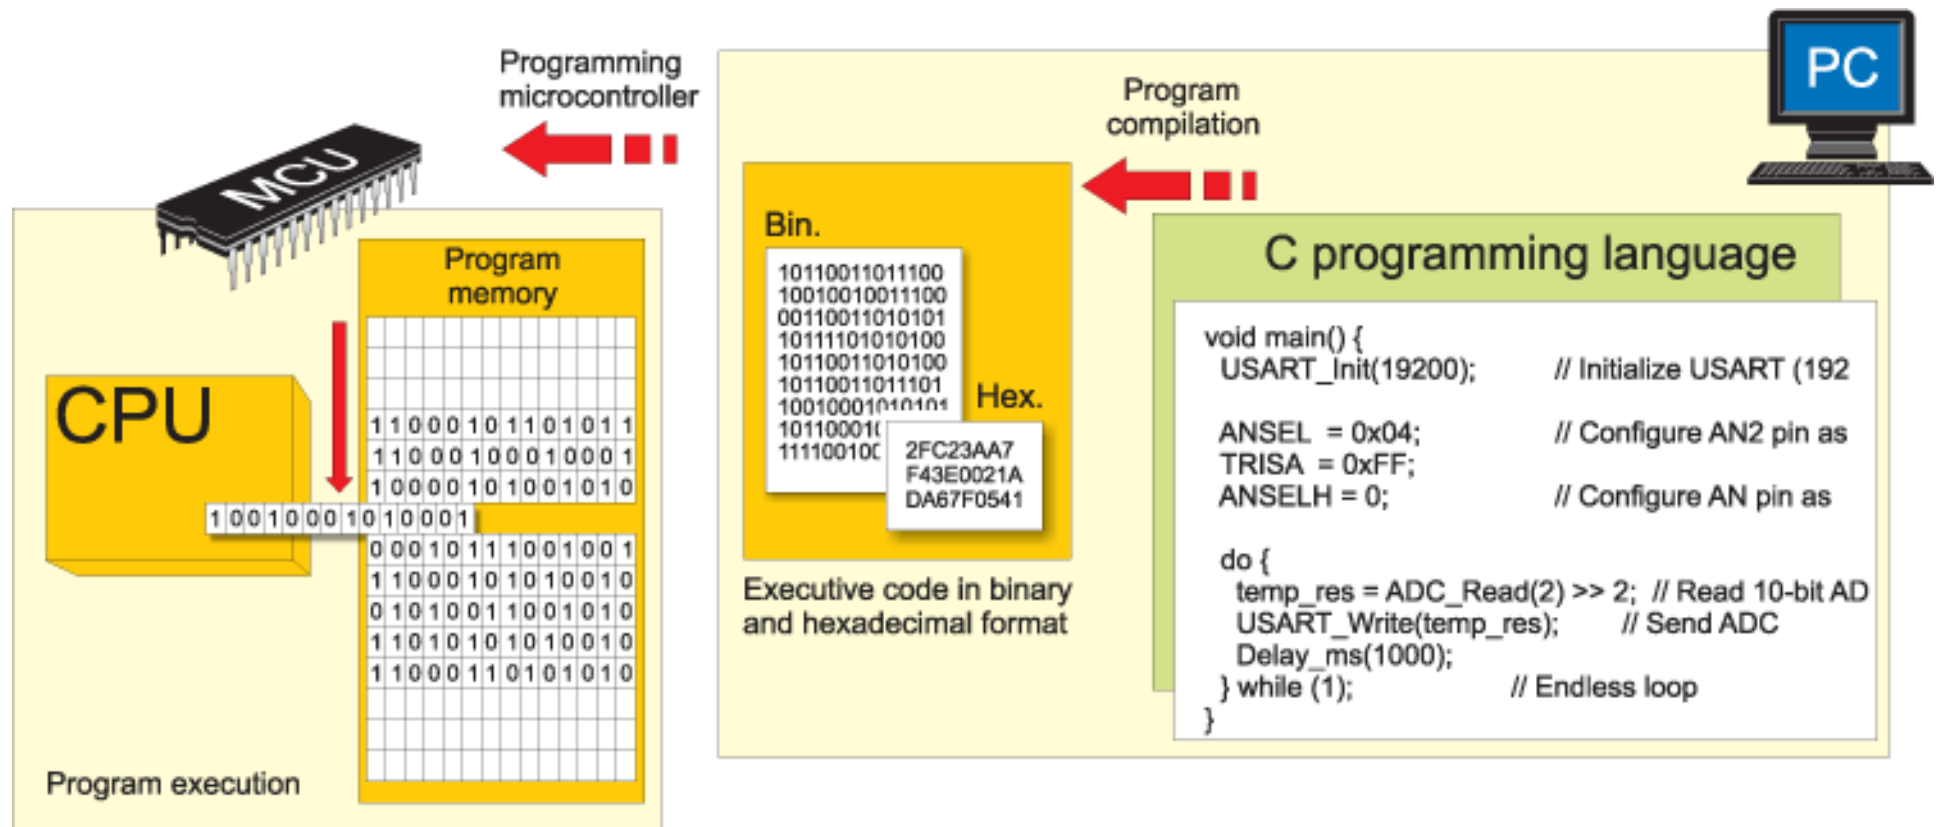 Programming
microcontroller
MCU
Program
memory
CPU
1 1 0 0 0 1 0 1 1 0 1 0 1 1
1 1 0 0 0 1 0 0 0 1 0 0 0 1
1 0 0 0 0 1 0 1 0 0 1 0 1 0
1 0 0 1 0 0 0 1 0 1 0 0 0 1
0 0 0 1 0 1 1 1 0 0 1 0 0 1
1 1 0 0 0 1 0 1 0 1 0 0 1 0
0 1 0 1 0 0 1 1 0 0 1 0 1 0
1 1 0 1 0 1 0 1 0 1 0 0 1 0
1 1 0 0 0 1 1 0 1 0 1 0 1 0
Program execution
PC
Program
compilation
Bin.
10110011011100
10010010011100
00110011010101
10111101010100
10110011010100
10110011011101
10010001010101
10110001
111100100
Hex.
2FC23AA7
F43E0021A
DA67F0541
Executive code in binary
and hexadecimal format
C programming language
void main() {
USART_Init(19200); // Initialize USART (192
ANSEL = 0x04; // Configure AN2 pin as
TRISA = 0xFF;
ANSELH = 0; // Configure AN pin as
do {
temp_res = ADC_Read(2) >> 2; // Read 10-bit AD
USART_Write(temp_res); // Send ADC
Delay_ms(1000);
} while (1); // Endless loop
}